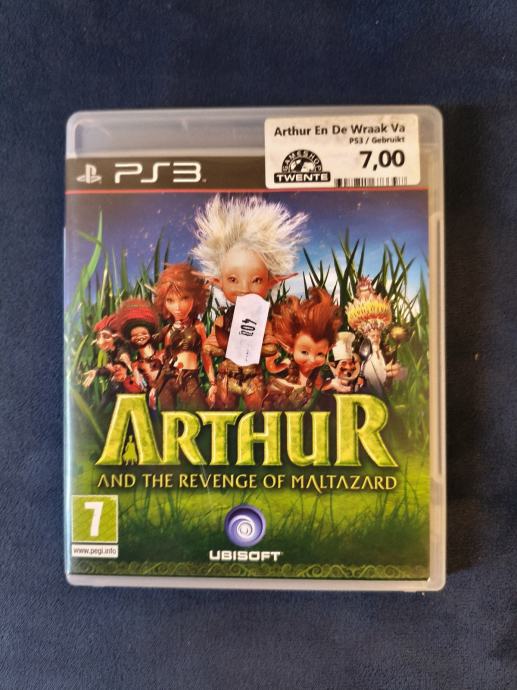 PS3
Arthur En De Wraak Va
PS3 / Gebruikt
GAMESHOP
TWENTE
7,00
ARTHUR
AND THE REVENGE OF MALTAZARD
7
www.pegi.info
UBISOFT